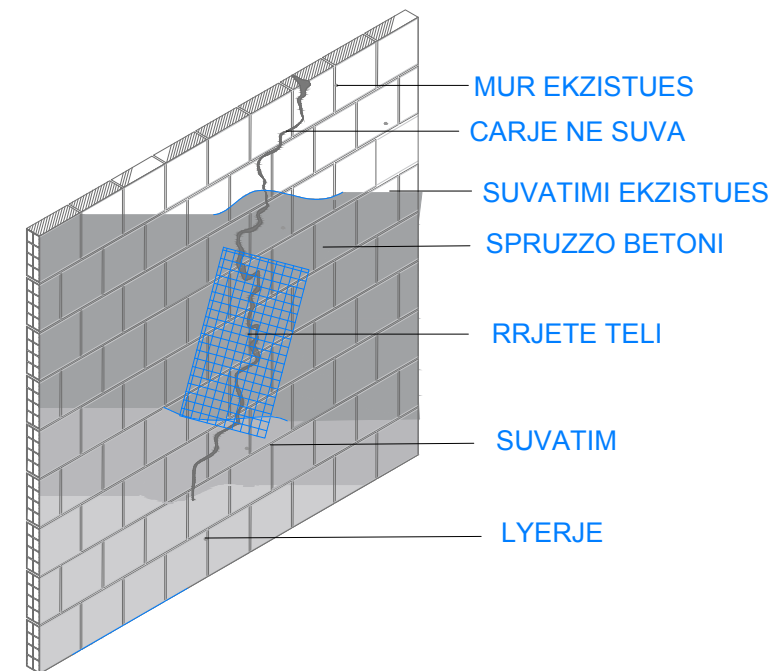 MUR EKZISTUES
CARJE NE SUVA
SUVATIMI EKZISTUES
SPRUZZO BETONI
RRJETE TELI
SUVATIM
LYERJE